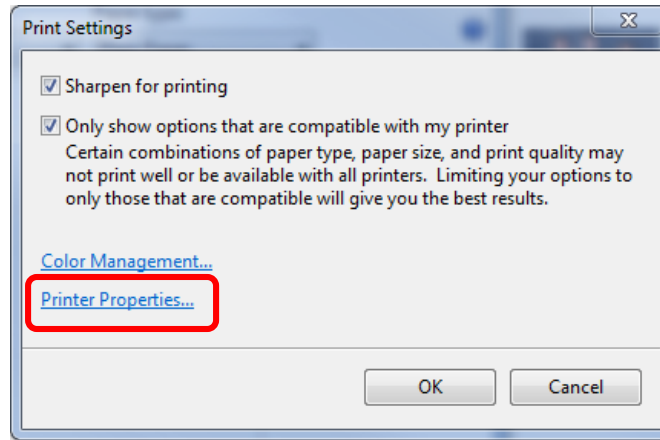 Print Settings
Sharpen for printing
Only show options that are compatible with my printer
Certain combinations of paper type, paper size, and print quality may
not print well or be available with all printers.  Limiting your options to
only those that are compatible will give you the best results.
Color Management...
Printer Properties...
OK
Cancel